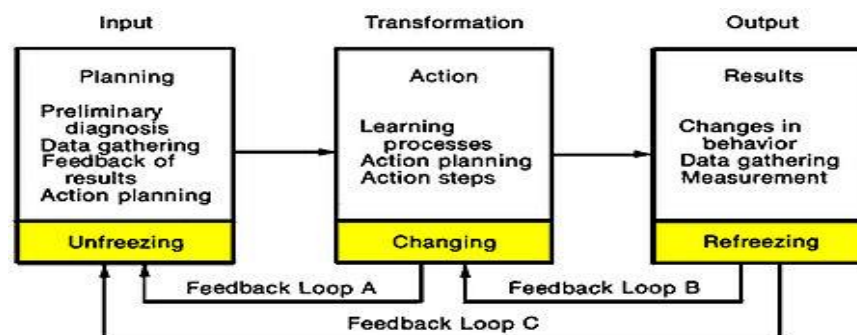 Input
Transformation
Output
Planning
Preliminary
diagnosis
Data gathering
Feedback of
results
Action planning
Unfreezing
Action
Learning
processes
Action planning
Action steps
Changing
Results
Changes in
behavior
Data gathering
Measurement
Refreezing
Feedback Loop A
Feedback Loop B
Feedback Loop C